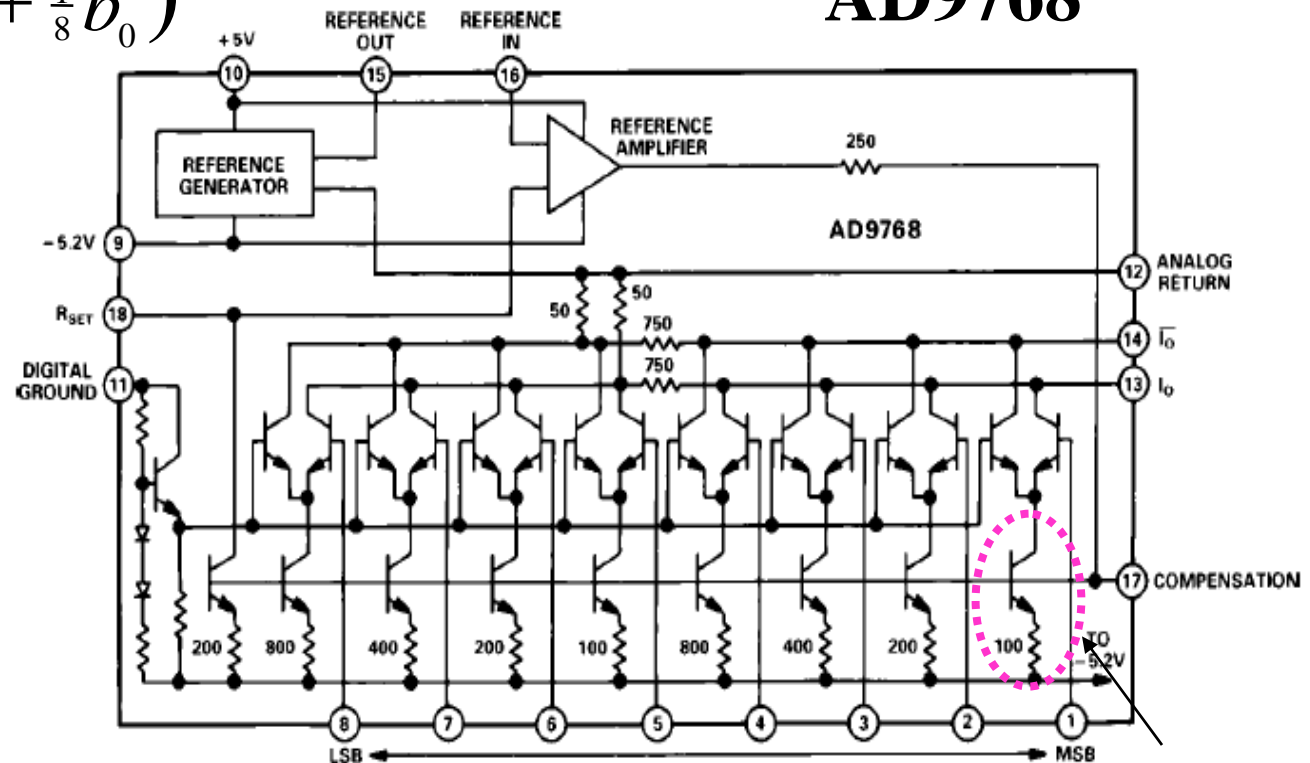 + 1/8 b0 )
AD9768
REFERENCE OUT
REFERENCE IN
+5V
10
15
16
REFERENCE GENERATOR
REFERENCE AMPLIFIER
250
AD9768
-5.2V
9
12
ANALOG RETURN
50
50
RSET
18
750
14
I̅o̅
DIGITAL GROUND
11
750
13
Io
17
COMPENSATION
200
800
400
200
100
800
400
200
100
TO -5.2V
8
7
6
5
4
3
2
1
LSB
MSB